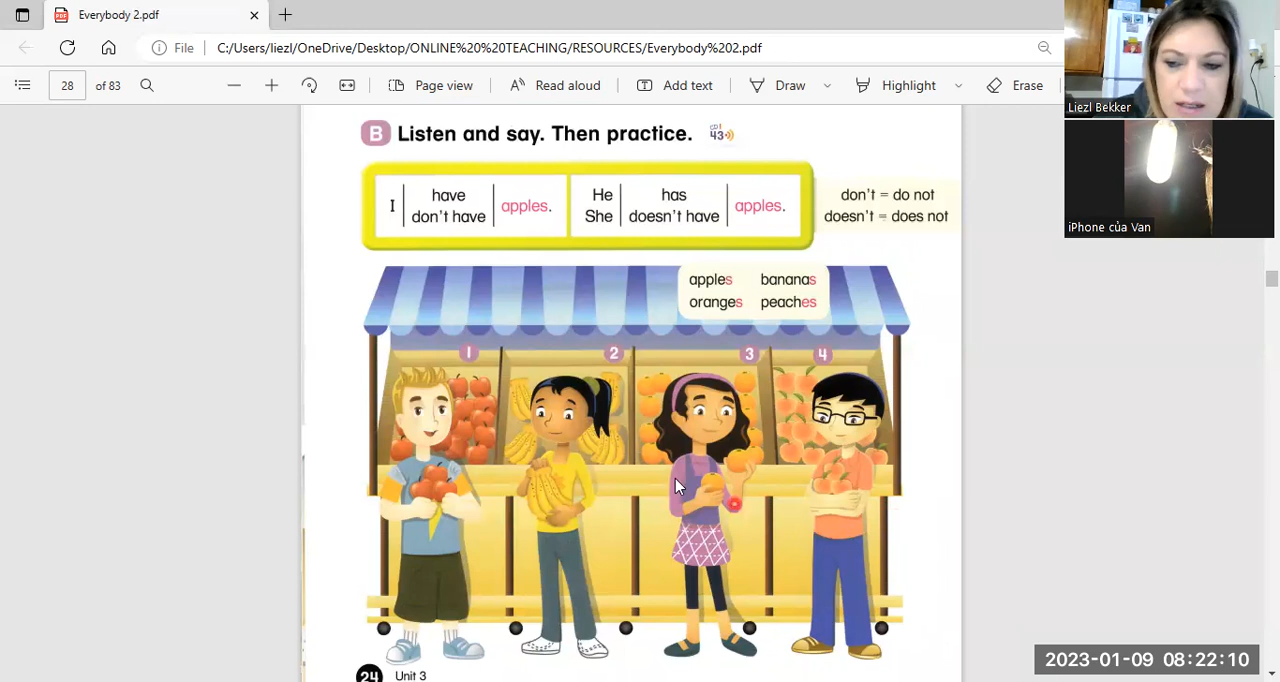 Everybody 2.pdf
File
C:/Users/liezl/OneDrive/Desktop/ONLINE%20%20TEACHING/RESOURCES/Everybody%202.pdf
28 of 83
Page view
Read aloud
Add text
Draw
Highlight
Erase
Liezl Bekker
iPhone của Van
B Listen and say. Then practice. CD1 43
I have don't have apples.
He She has doesn't have apples.
don't = do not
doesn't = does not
apples bananas
oranges peaches
1 2 3 4
24 Unit 3
2023-01-09 08:22:10